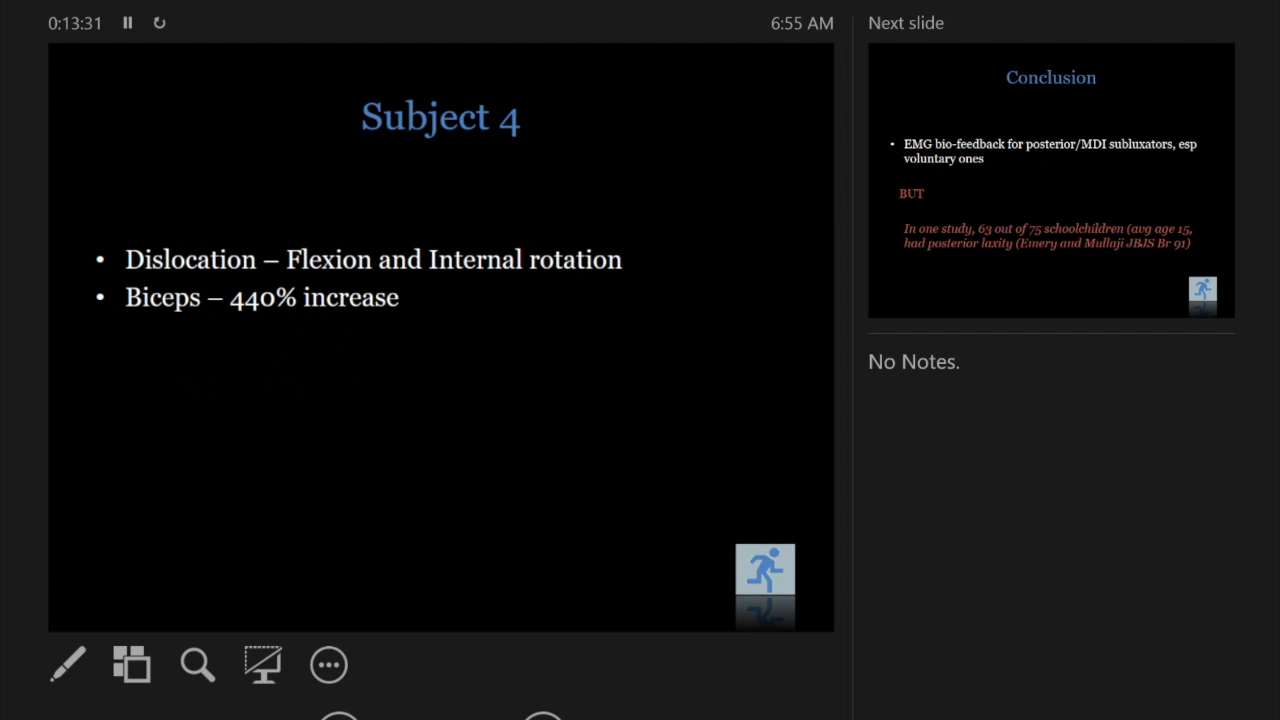 0:13:31
6:55 AM
Next slide
Subject 4
• Dislocation – Flexion and Internal rotation
• Biceps – 440% increase
Conclusion
• EMG bio-feedback for posterior/MDI subluxators, esp
voluntary ones
BUT
In one study, 63 out of 75 schoolchildren (avg age 15,
had posterior laxity (Emery and Mullaji JBJS Br 91)
No Notes.